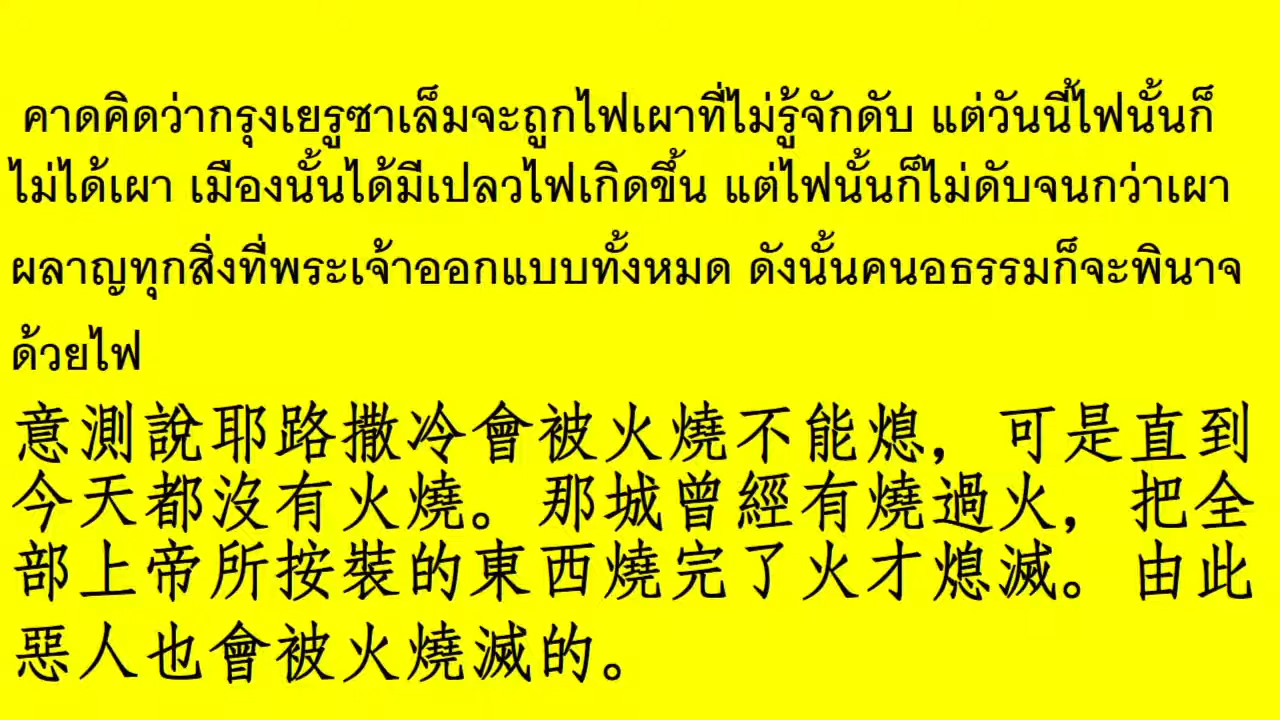 คาดคิดว่ากรุงเยรูซาเล็มจะถูกไฟเผาที่ไม่รู้จักดับ แต่วันนี้ไฟนั้นก็
ไม่ได้เผา เมืองนั้นได้มีเปลวไฟเกิดขึ้น แต่ไฟนั้นก็ไม่ดับจนกว่าเผา
ผลาญทุกสิ่งที่พระเจ้าออกแบบทั้งหมด ดังนั้นคนอธรรมก็จะพินาจ
ด้วยไฟ
意測說耶路撒冷會被火燒不能熄，可是直到
今天都沒有火燒。那城曾經有燒過火，把全
部上帝所按裝的東西燒完了火才熄滅。由此
惡人也會被火燒滅的。